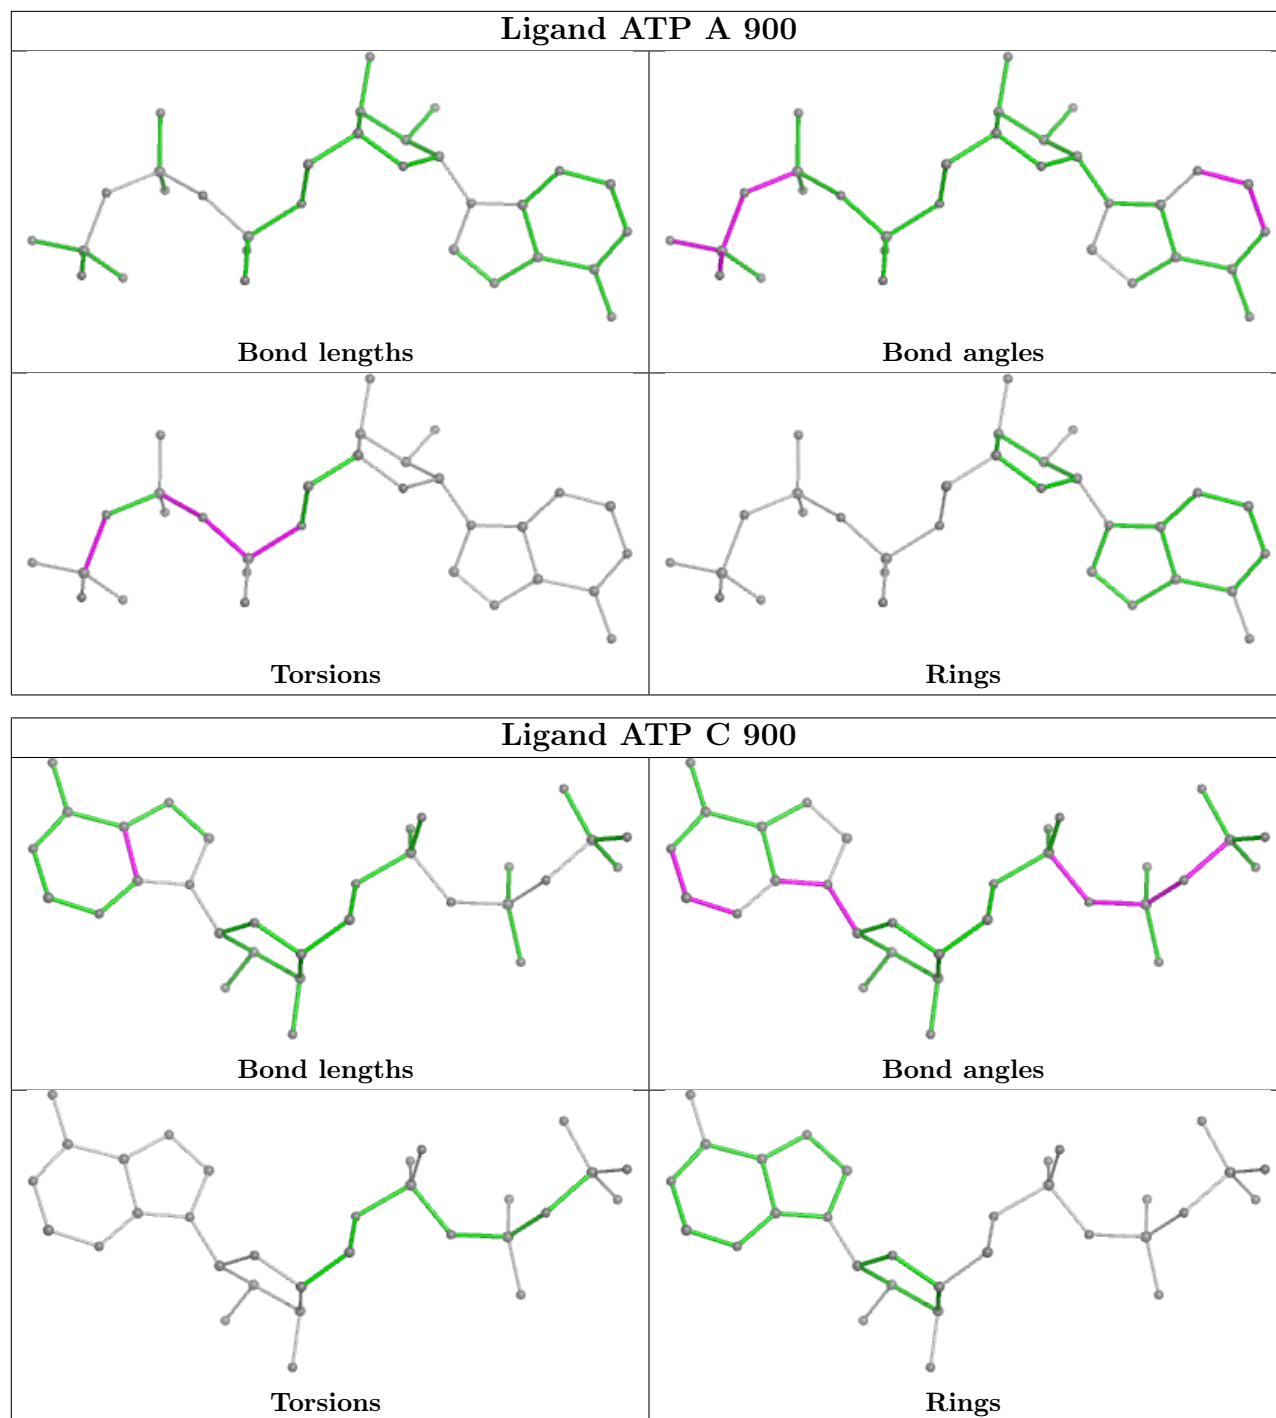 Ligand ATP A 900
Bond lengths
Bond angles
Torsions
Rings
Ligand ATP C 900
Bond lengths
Bond angles
Torsions
Rings